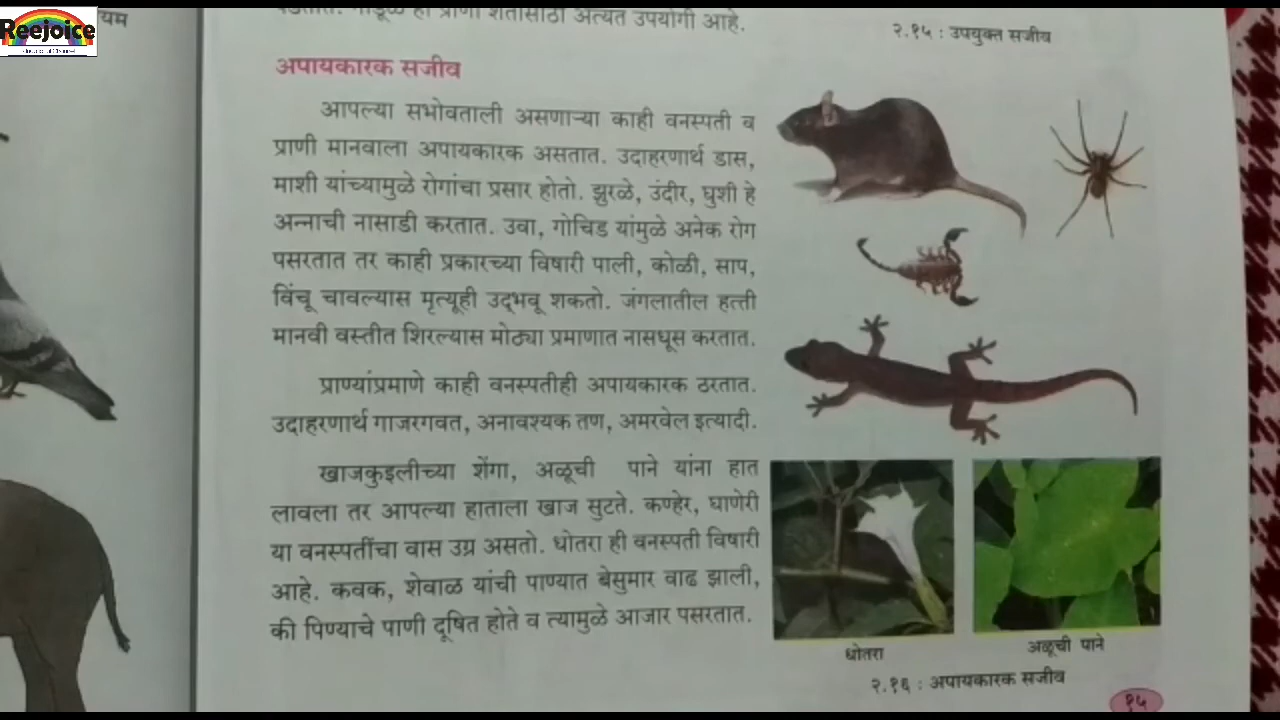 Reejoice
यम
हा प्राणी शेतीसाठी अत्यंत उपयोगी आहे.
२.१५ : उपयुक्त सजीव
अपायकारक सजीव
आपल्या सभोवताली असणाऱ्या काही वनस्पती व
प्राणी मानवाला अपायकारक असतात. उदाहरणार्थ डास,
माशी यांच्यामुळे रोगांचा प्रसार होतो. झुरळे, उंदीर, घुशी हे
अन्नाची नासाडी करतात. उवा, गोचिड यांमुळे अनेक रोग
पसरतात तर काही प्रकारच्या विषारी पाली, कोळी, साप,
विंचू चावल्यास मृत्यूही उद्‌भवू शकतो. जंगलातील हत्ती
मानवी वस्तीत शिरल्यास मोठ्या प्रमाणात नासधूस करतात.
प्राण्यांप्रमाणे काही वनस्पतीही अपायकारक ठरतात.
उदाहरणार्थ गाजरगवत, अनावश्यक तण, अमरवेल इत्यादी.
खाजकुइलीच्या शेंगा, अळूची पाने यांना हात
लावला तर आपल्या हाताला खाज सुटते. कण्हेर, घाणेरी
या वनस्पतींचा वास उग्र असतो. धोतरा ही वनस्पती विषारी
आहे. कवक, शेवाळ यांची पाण्यात बेसुमार वाढ झाली,
की पिण्याचे पाणी दूषित होते व त्यामुळे आजार पसरतात.
धोतरा
अळूची पाने
२.१६ : अपायकारक सजीव
१५